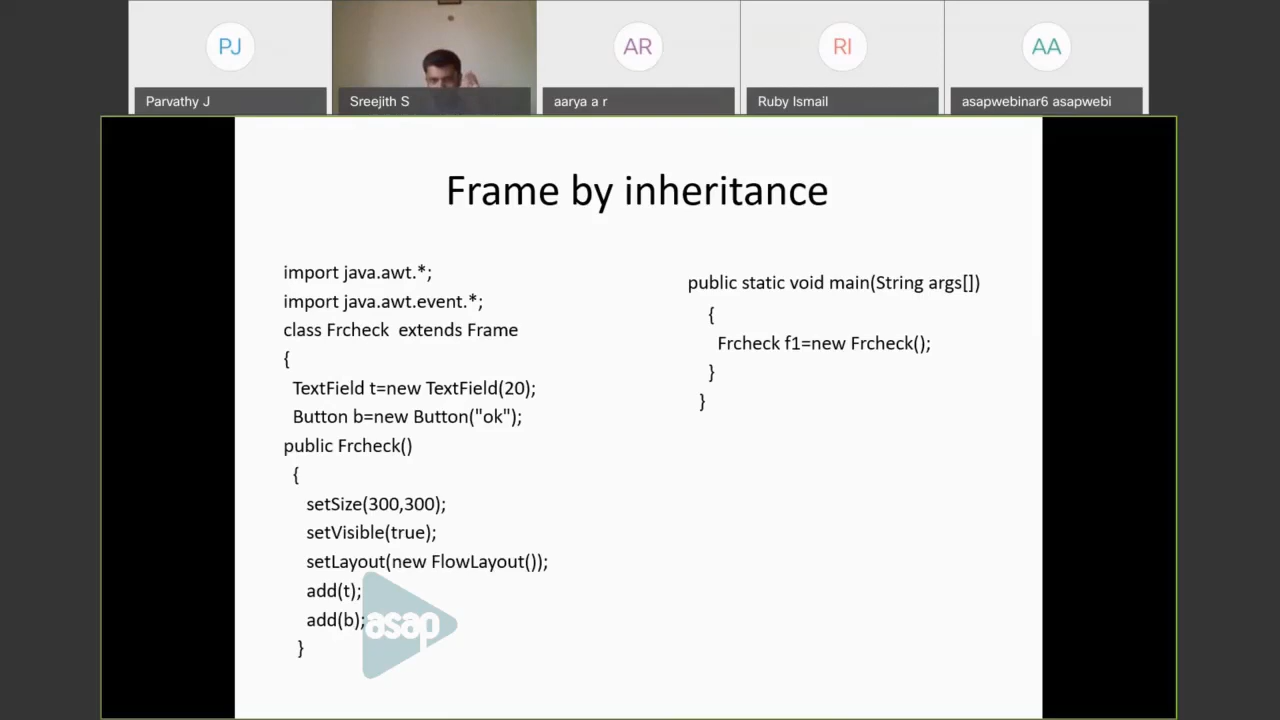 PJ
AR
RI
AA
Parvathy J
Sreejith S
aarya a r
Ruby Ismail
asapwebinar6 asapwebi
Frame by inheritance
import java.awt.*;
import java.awt.event.*;
class Frcheck  extends Frame
{
TextField t=new TextField(20);
Button b=new Button("ok");
public Frcheck()
{
setSize(300,300);
setVisible(true);
setLayout(new FlowLayout());
add(t);
add(b);
}
public static void main(String args[])
{
Frcheck f1=new Frcheck();
}
}
asap